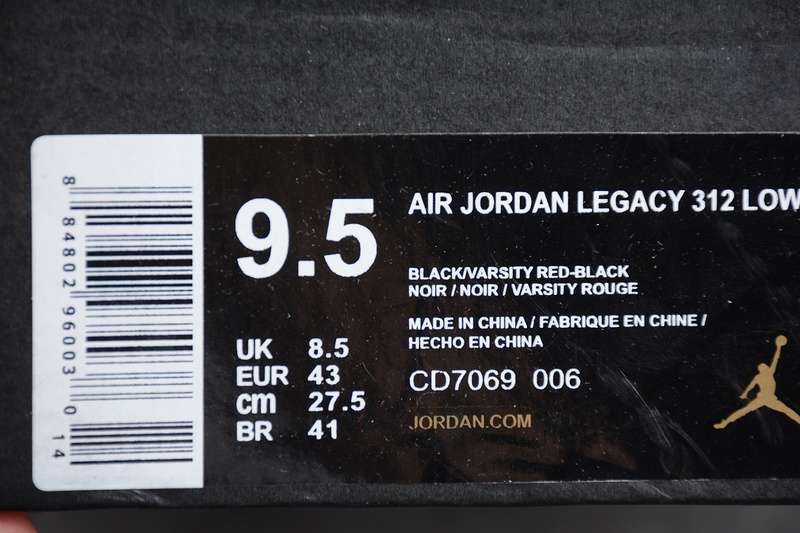 8 84802 96003 0 14
9.5
UK 8.5
EUR 43
cm 27.5
BR 41
AIR JORDAN LEGACY 312 LOW
BLACK/VARSITY RED-BLACK
NOIR / NOIR / VARSITY ROUGE
MADE IN CHINA / FABRIQUE EN CHINE /
HECHO EN CHINA
CD7069 006
JORDAN.COM